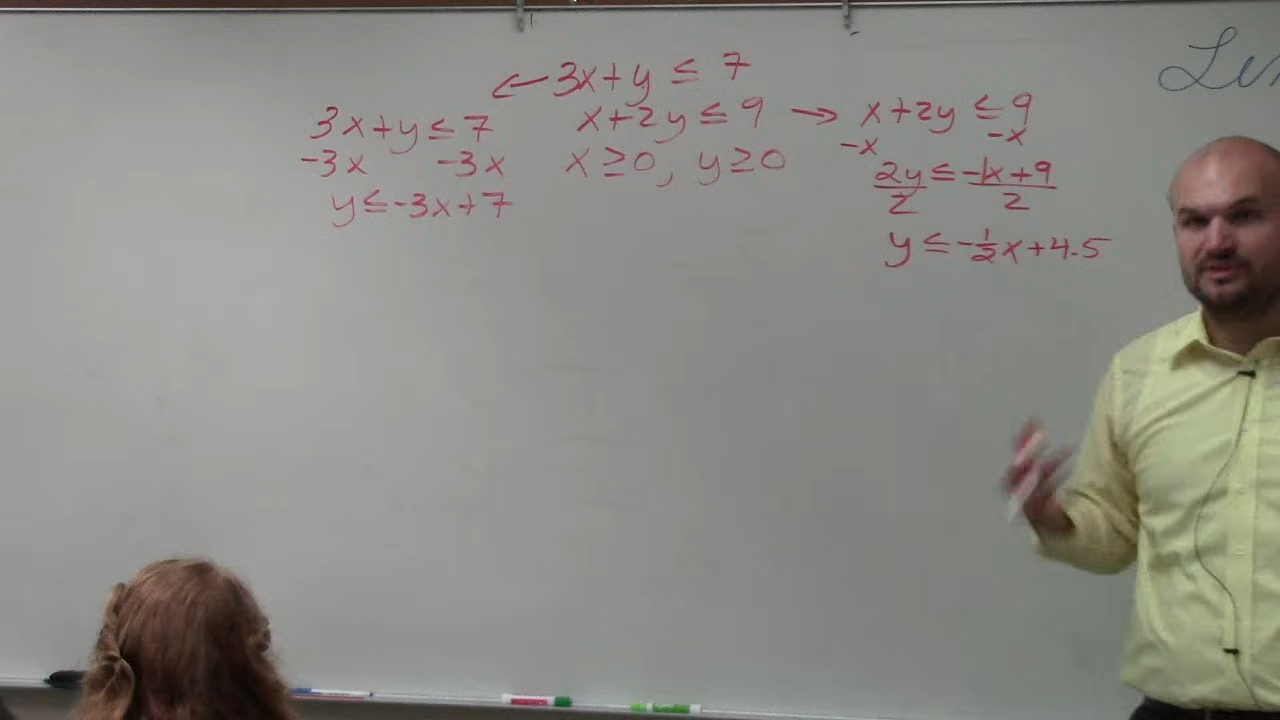 3x+y ≤ 7
x+2y ≤ 9
x ≥ 0, y ≥ 0
3x+y ≤ 7
-3x -3x
y ≤ -3x+7
x+2y ≤ 9
-x -x
2y ≤ -1x+9
2 2
y ≤ -1/2x+4.5